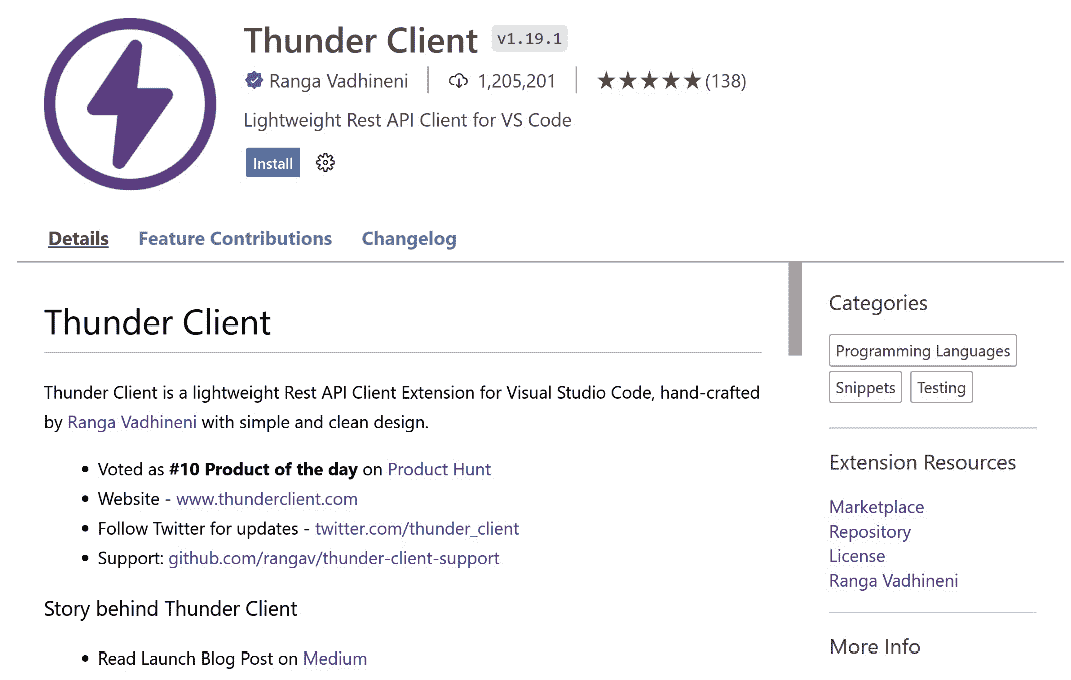 Thunder Client v1.19.1
Ranga Vadhineni 1,205,201 ★★★★★(138)
Lightweight Rest API Client for VS Code
Install
Details Feature Contributions Changelog
Thunder Client
Thunder Client is a lightweight Rest API Client Extension for Visual Studio Code, hand-crafted
by Ranga Vadhineni with simple and clean design.
• Voted as #10 Product of the day on Product Hunt
• Website - www.thunderclient.com
• Follow Twitter for updates - twitter.com/thunder_client
• Support: github.com/rangav/thunder-client-support
Story behind Thunder Client
• Read Launch Blog Post on Medium
Categories
Programming Languages
Snippets Testing
Extension Resources
Marketplace
Repository
License
Ranga Vadhineni
More Info